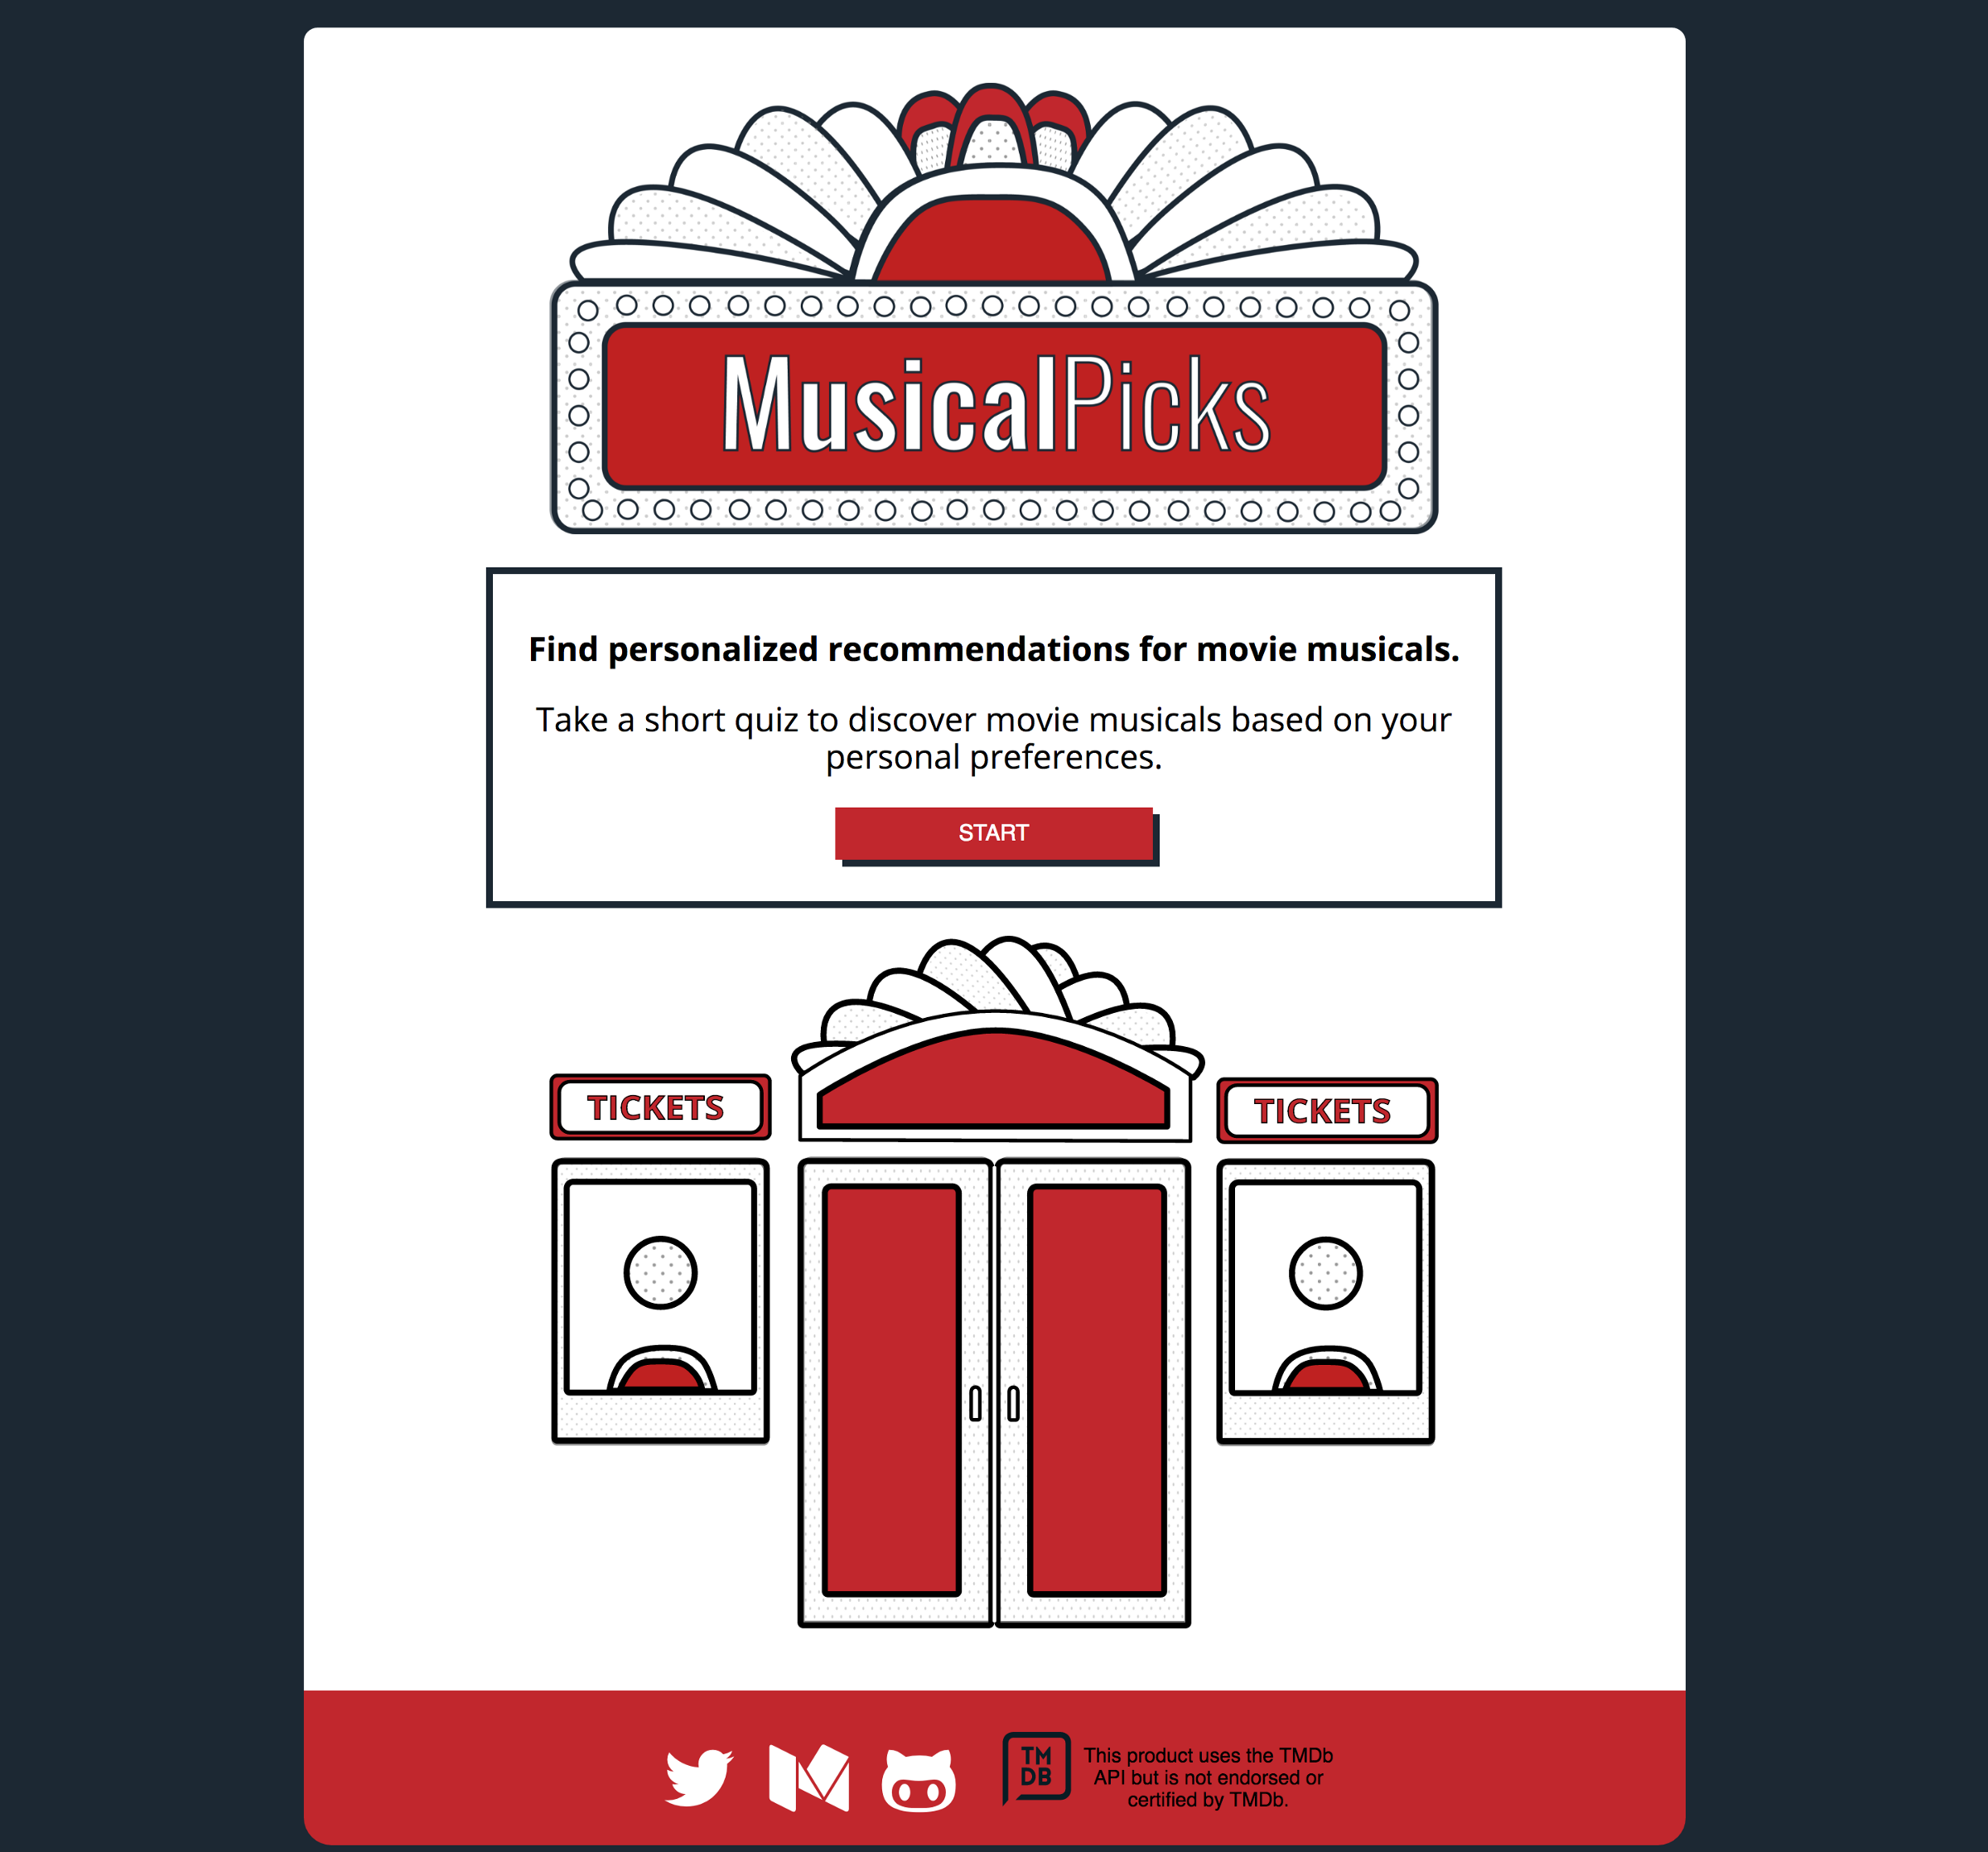 MusicalPicks
Find personalized recommendations for movie musicals.
Take a short quiz to discover movie musicals based on your
personal preferences.
START
TICKETS
TICKETS
TM
DB
This product uses the TMDb
API but is not endorsed or
certified by TMDb.